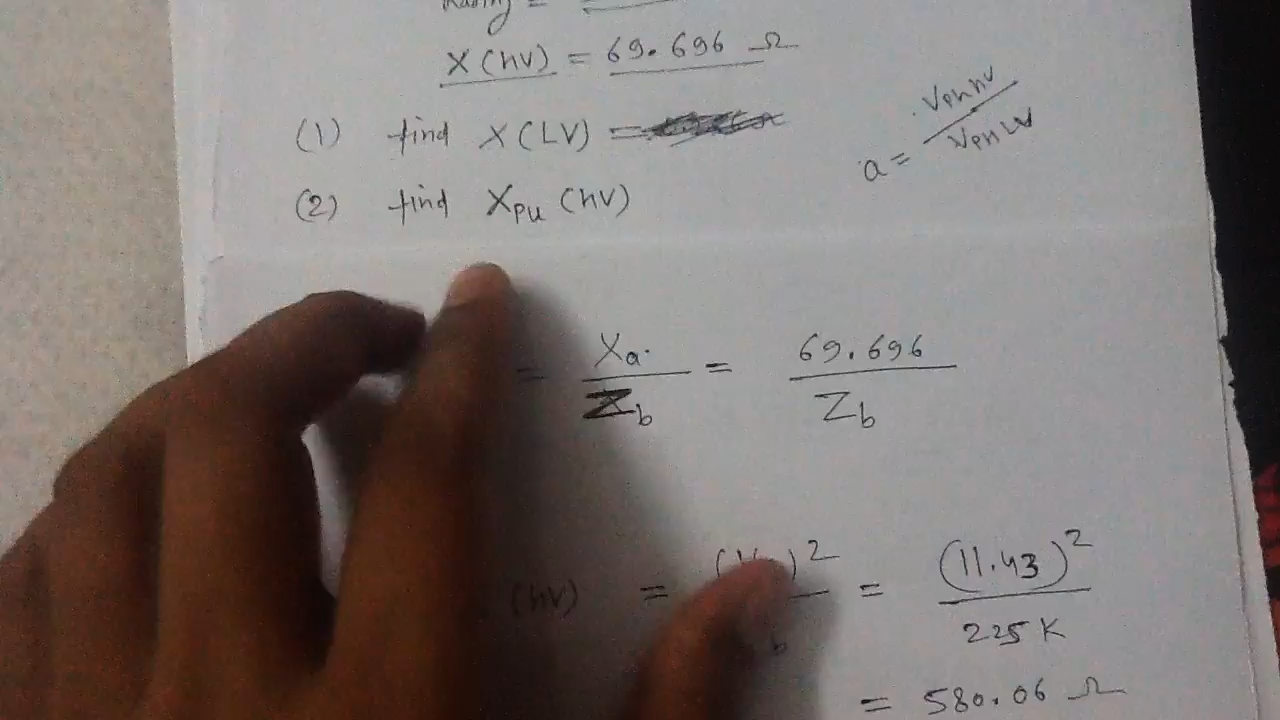 X (hv) = 69.696 Ω
a = Vph hv / Vph LV
(1) find X (LV) =
(2) find Xpu (hv)
= Xa / Zb = 69.696 / Zb
(hv) = ( )² / b = (11.43)² / 225 K
= 580.06 Ω